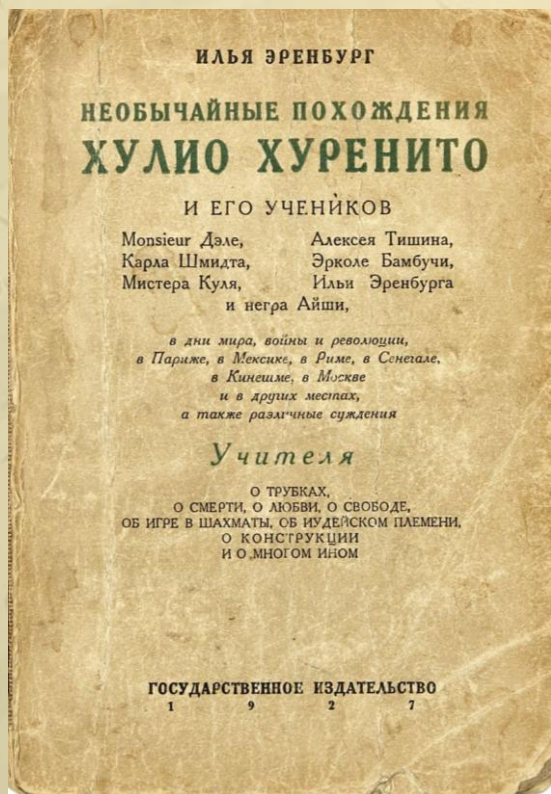 ИЛЬЯ ЭРЕНБУРГ
НЕОБЫЧАЙНЫЕ ПОХОЖДЕНИЯ
ХУЛИО ХУРЕНИТО
И ЕГО УЧЕНИКОВ
Monsieur Дэле, Алексея Тишина,
Карла Шмидта, Эрколе Бамбучи,
Мистера Куля, Ильи Эренбурга
и негра Айши,
в дни мира, войны и революции,
в Париже, в Мексике, в Риме, в Сенегале,
в Кинешме, в Москве
и в других местах,
а также различные суждения
Учителя
О ТРУБКАХ,
О СМЕРТИ, О ЛЮБВИ, О СВОБОДЕ,
ОБ ИГРЕ В ШАХМАТЫ, ОБ ИУДЕЙСКОМ ПЛЕМЕНИ,
О КОНСТРУКЦИИ
И О МНОГОМ ИНОМ
ГОСУДАРСТВЕННОЕ ИЗДАТЕЛЬСТВО
1 9 2 7